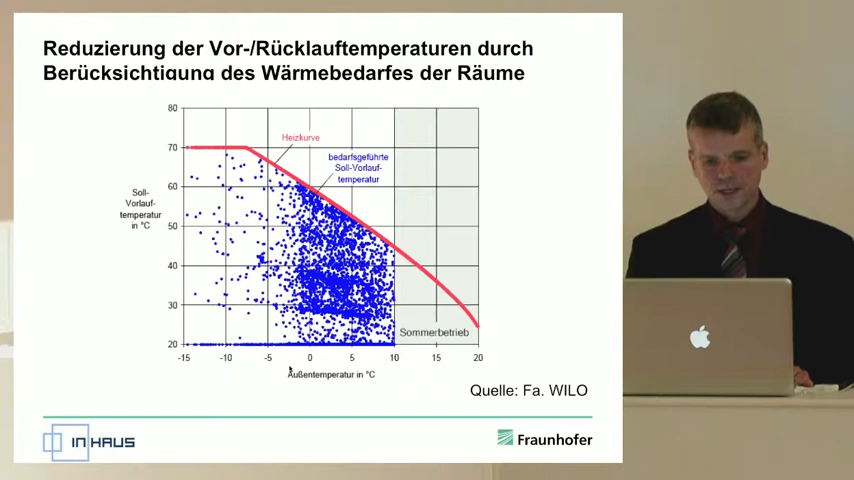 Reduzierung der Vor-/Rücklauftemperaturen durch
Berücksichtigung des Wärmebedarfes der Räume
80
70
60
50
40
30
20
Soll-
Vorlauf-
temperatur
in °C
Heizkurve
bedarfsgeführte
Soll-Vorlauf-
temperatur
Sommerbetrieb
-15 -10 -5 0 5 10 15 20
Außentemperatur in °C
Quelle: Fa. WILO
INHAUS
Fraunhofer